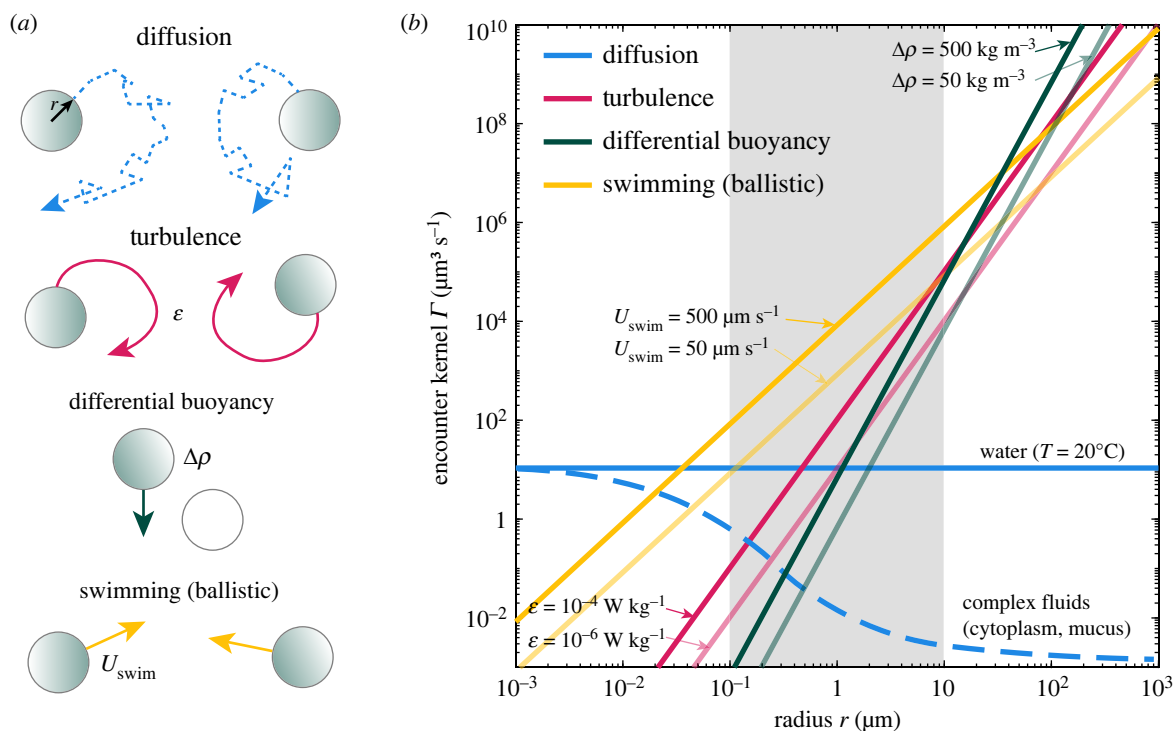 (a)
diffusion
r
turbulence
ε
differential buoyancy
Δρ
swimming (ballistic)
U_swim
(b)
encounter kernel Γ (µm³ s⁻¹)
10¹⁰
10⁸
10⁶
10⁴
10²
1
10⁻²
diffusion
turbulence
differential buoyancy
swimming (ballistic)
Δρ = 500 kg m⁻³
Δρ = 50 kg m⁻³
U_swim = 500 µm s⁻¹
U_swim = 50 µm s⁻¹
water (T = 20°C)
ε = 10⁻⁴ W kg⁻¹
ε = 10⁻⁶ W kg⁻¹
complex fluids
(cytoplasm, mucus)
10⁻³ 10⁻² 10⁻¹ 1 10 10² 10³
radius r (µm)